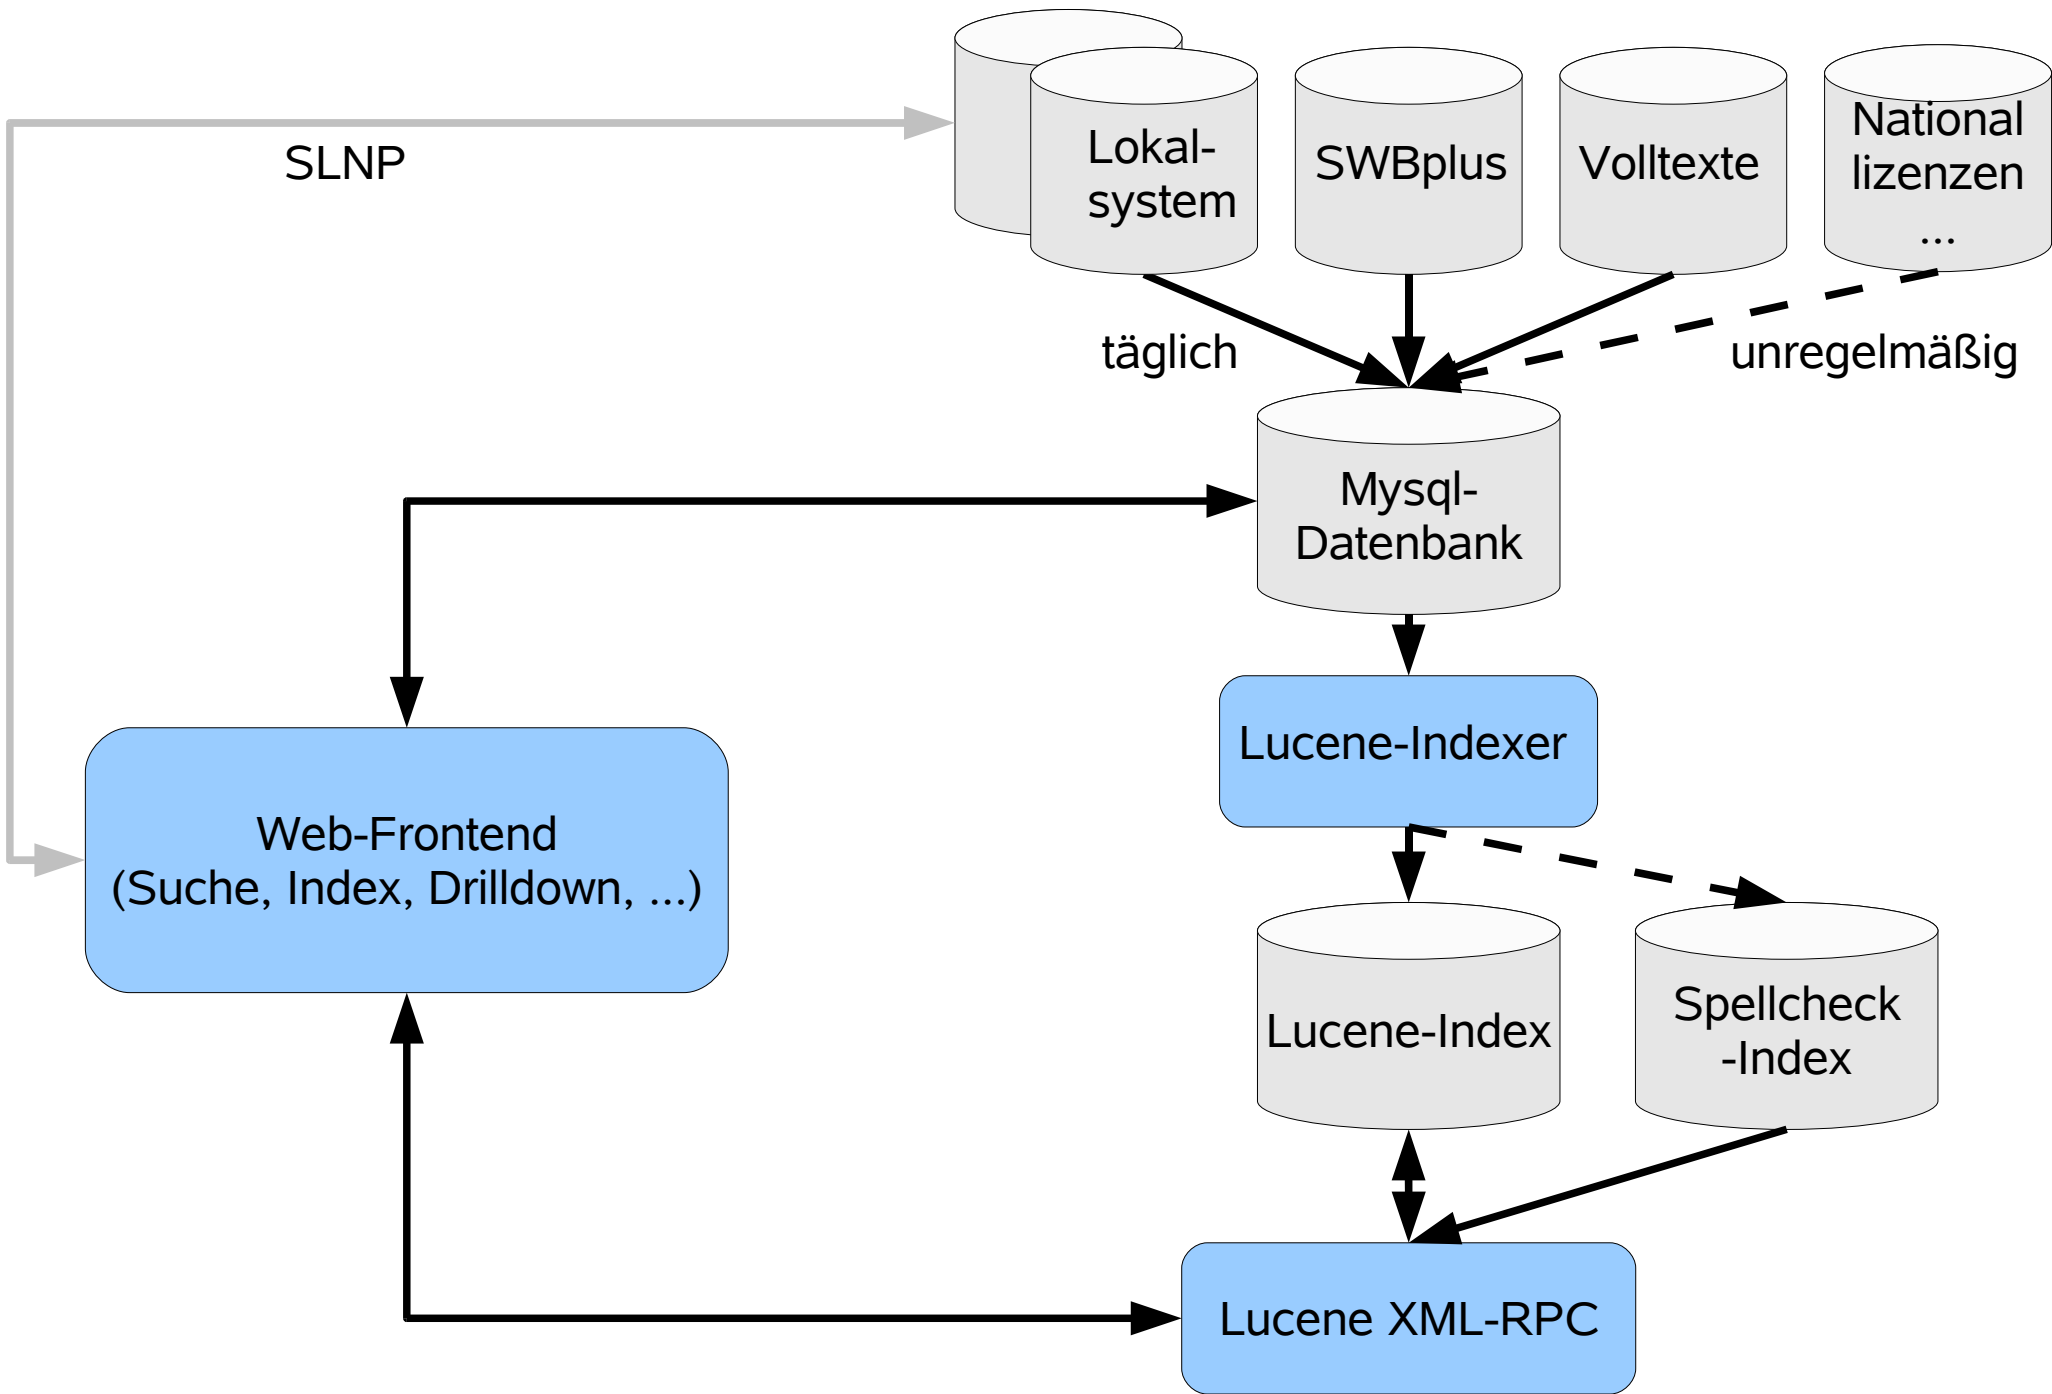 SLNP
Lokal-
system
SWBplus
Volltexte
National
lizenzen
...
täglich
unregelmäßig
Mysql-
Datenbank
Lucene-Indexer
Web-Frontend
(Suche, Index, Drilldown, ...)
Lucene-Index
Spellcheck
-Index
Lucene XML-RPC